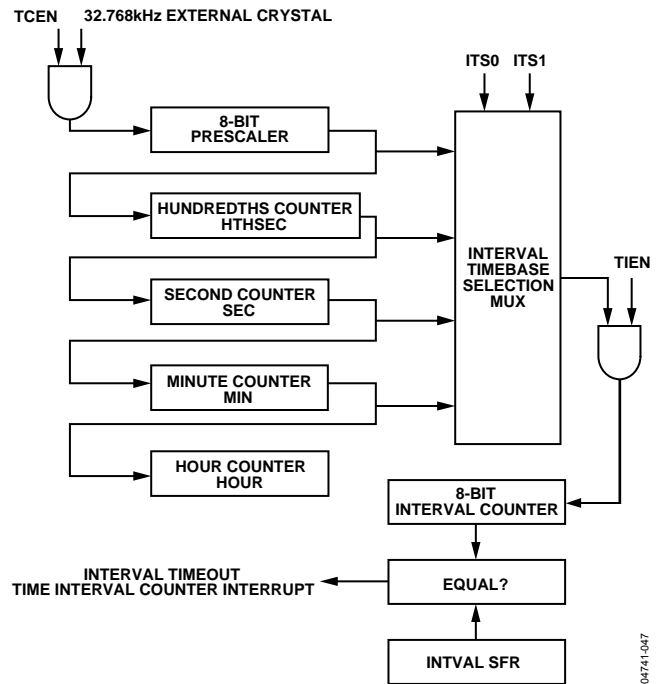 TCEN 32.768kHz EXTERNAL CRYSTAL
ITS0 ITS1
8-BIT
PRESCALER
HUNDREDTHS COUNTER
HTHSEC
INTERVAL
TIMEBASE
SELECTION
MUX
TIEN
SECOND COUNTER
SEC
MINUTE COUNTER
MIN
HOUR COUNTER
HOUR
8-BIT
INTERVAL COUNTER
INTERVAL TIMEOUT
TIME INTERVAL COUNTER INTERRUPT
EQUAL?
INTVAL SFR
04741-047